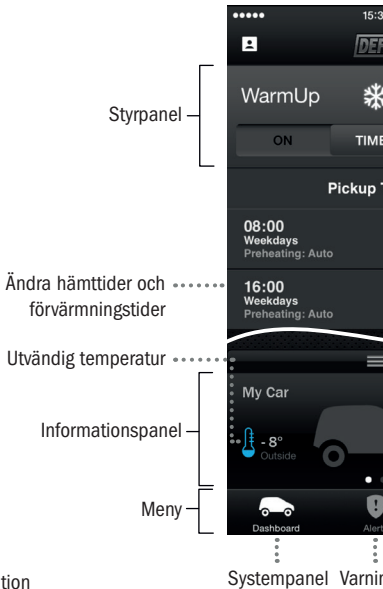 15:3
DEF
WarmUp
Styrpanel
ON
TIME
Pickup T
08:00
Weekdays
Preheating: Auto
Ändra hämttider och
förvärmningstider
16:00
Weekdays
Preheating: Auto
Utvändig temperatur
My Car
Informationspanel
- 8°
Outside
Meny
Dashboard
Alert
Systempanel
Varnin
tion